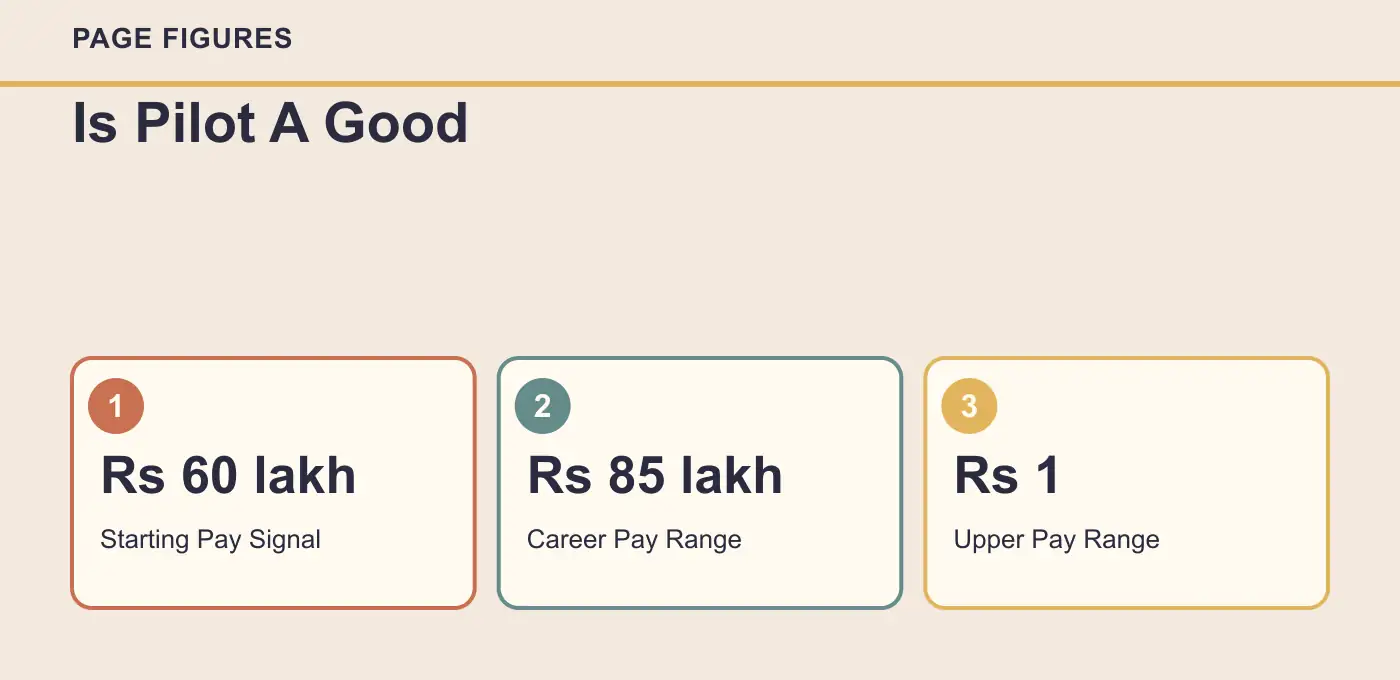 PAGE FIGURES
Is Pilot A Good
1
Rs 60 lakh
Starting Pay Signal
2
Rs 85 lakh
Career Pay Range
3
Rs 1
Upper Pay Range